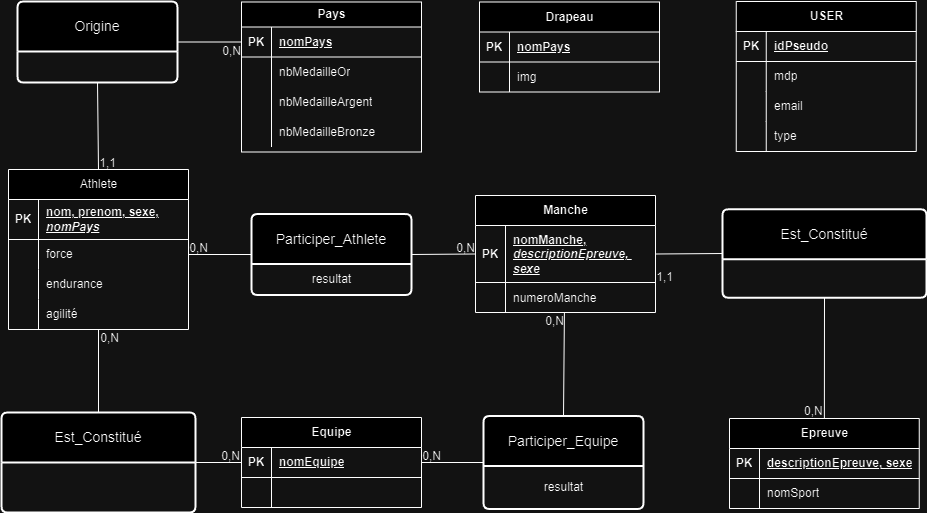 Origine
0,N
1,1
Pays
PK nomPays
nbMedailleOr
nbMedailleArgent
nbMedailleBronze
Drapeau
PK nomPays
img
USER
PK idPseudo
mdp
email
type
Athlete
PK nom, prenom, sexe,
nomPays
force
endurance
agilité
0,N
0,N
Participer_Athlete
resultat
0,N
Manche
PK nomManche,
descriptionEpreuve,
sexe
numeroManche
1,1
0,N
Est_Constitué
0,N
Est_Constitué
0,N
Equipe
PK nomEquipe
0,N
Participer_Equipe
resultat
Epreuve
PK descriptionEpreuve, sexe
nomSport